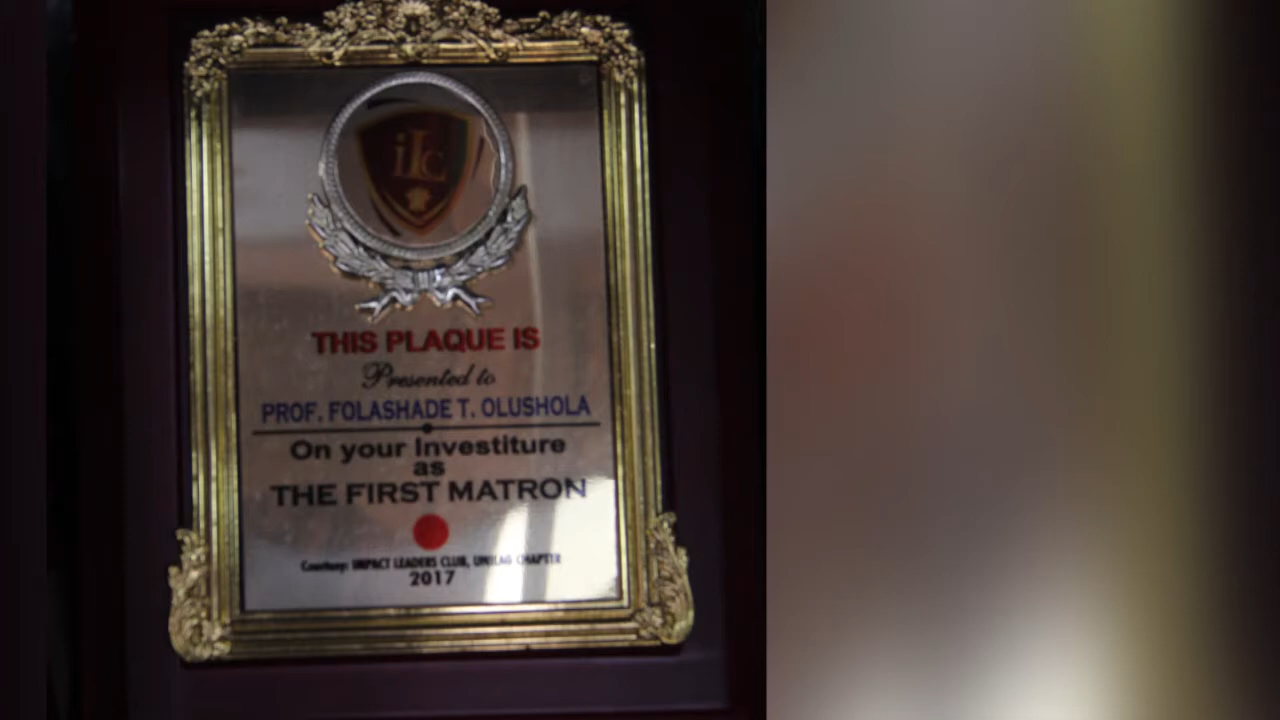 iLc
THIS PLAQUE IS
Presented to
PROF. FOLASHADE T. OLUSHOLA
On your Investiture
as
THE FIRST MATRON
Courtesy: IMPACT LEADERS CLUB, UNILAG CHAPTER
2017